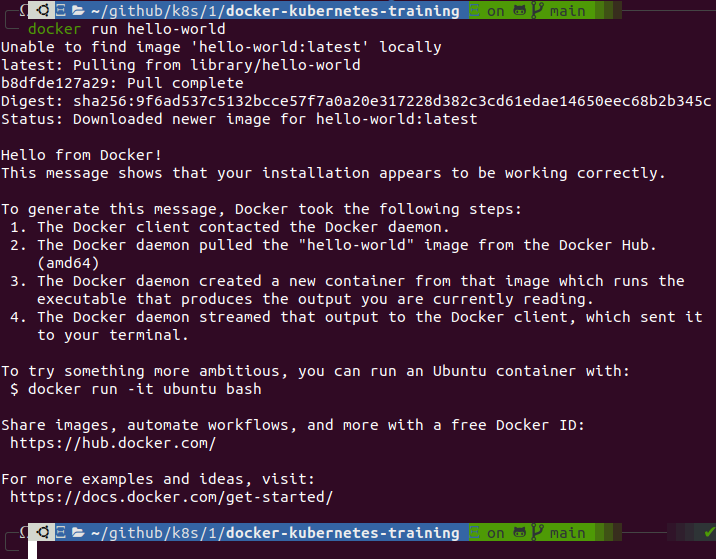 ~/github/k8s/1/docker-kubernetes-training on main
docker run hello-world
Unable to find image 'hello-world:latest' locally
latest: Pulling from library/hello-world
b8dfde127a29: Pull complete
Digest: sha256:9f6ad537c5132bcce57f7a0a20e317228d382c3cd61edae14650eec68b2b345c
Status: Downloaded newer image for hello-world:latest
Hello from Docker!
This message shows that your installation appears to be working correctly.
To generate this message, Docker took the following steps:
1. The Docker client contacted the Docker daemon.
2. The Docker daemon pulled the "hello-world" image from the Docker Hub.
(amd64)
3. The Docker daemon created a new container from that image which runs the
executable that produces the output you are currently reading.
4. The Docker daemon streamed that output to the Docker client, which sent it
to your terminal.
To try something more ambitious, you can run an Ubuntu container with:
$ docker run -it ubuntu bash
Share images, automate workflows, and more with a free Docker ID:
https://hub.docker.com/
For more examples and ideas, visit:
https://docs.docker.com/get-started/
~/github/k8s/1/docker-kubernetes-training on main ✔